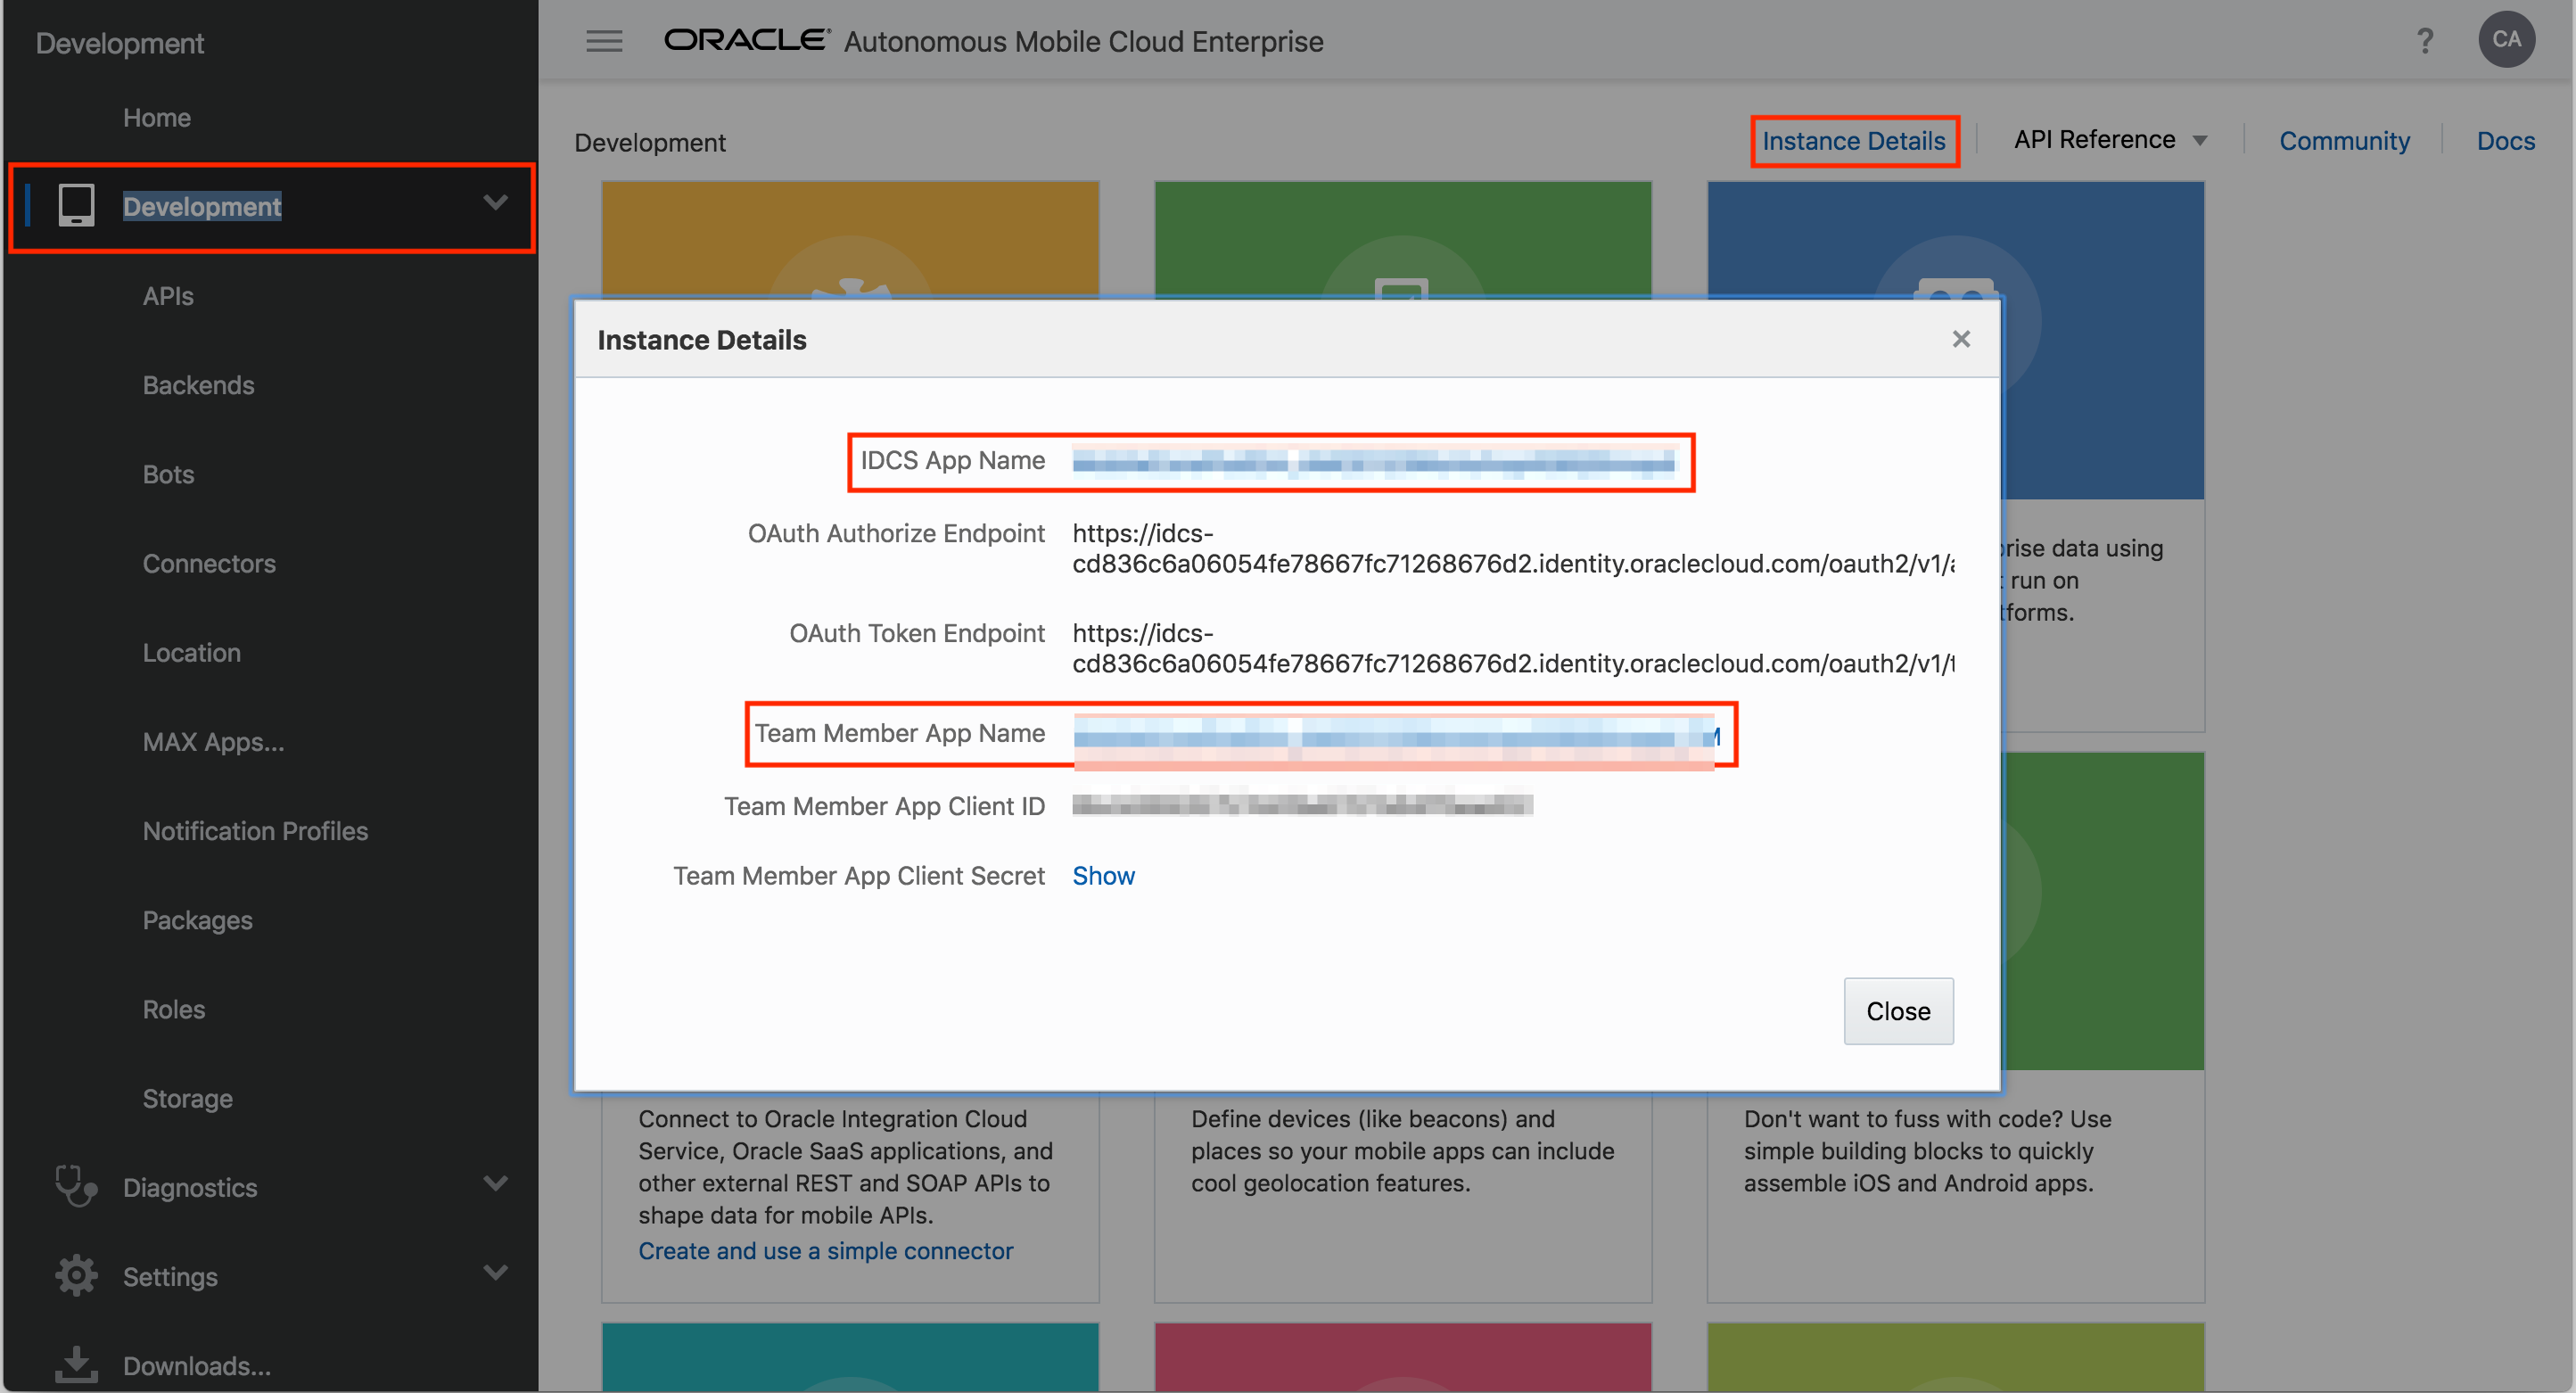 Development
Home
Development
APIs
Backends
Bots
Connectors
Location
MAX Apps...
Notification Profiles
Packages
Roles
Storage
Diagnostics
Settings
Downloads...
ORACLE® Autonomous Mobile Cloud Enterprise
? CA
Development
Instance Details API Reference Community Docs
Instance Details ×
IDCS App Name
OAuth Authorize Endpoint https://idcs-
cd836c6a06054fe78667fc71268676d2.identity.oraclecloud.com/oauth2/v1/
OAuth Token Endpoint https://idcs-
cd836c6a06054fe78667fc71268676d2.identity.oraclecloud.com/oauth2/v1/
Team Member App Name
Team Member App Client ID
Team Member App Client Secret Show
Close
data using
run on
Connect to Oracle Integration Cloud
Service, Oracle SaaS applications, and
other external REST and SOAP APIs to
shape data for mobile APIs.
Create and use a simple connector
Define devices (like beacons) and
places so your mobile apps can include
cool geolocation features.
Don't want to fuss with code? Use
simple building blocks to quickly
assemble iOS and Android apps.